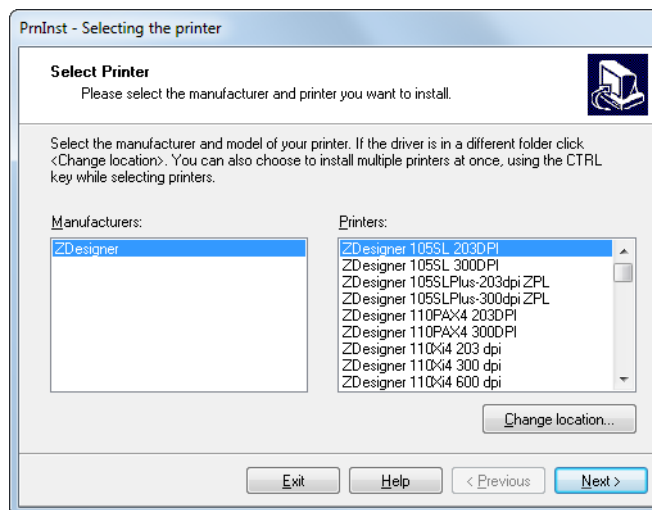 PrnInst - Selecting the printer
Select Printer
Please select the manufacturer and printer you want to install.
Select the manufacturer and model of your printer. If the driver is in a different folder click
<Change location>. You can also choose to install multiple printers at once, using the CTRL
key while selecting printers.
Manufacturers:
ZDesigner
Printers:
ZDesigner 105SL 203DPI
ZDesigner 105SL 300DPI
ZDesigner 105SLPlus-203dpi ZPL
ZDesigner 105SLPlus-300dpi ZPL
ZDesigner 110PAX4 203DPI
ZDesigner 110PAX4 300DPI
ZDesigner 110Xi4 203 dpi
ZDesigner 110Xi4 300 dpi
ZDesigner 110Xi4 600 dpi
Change location...
Exit
Help
< Previous
Next >